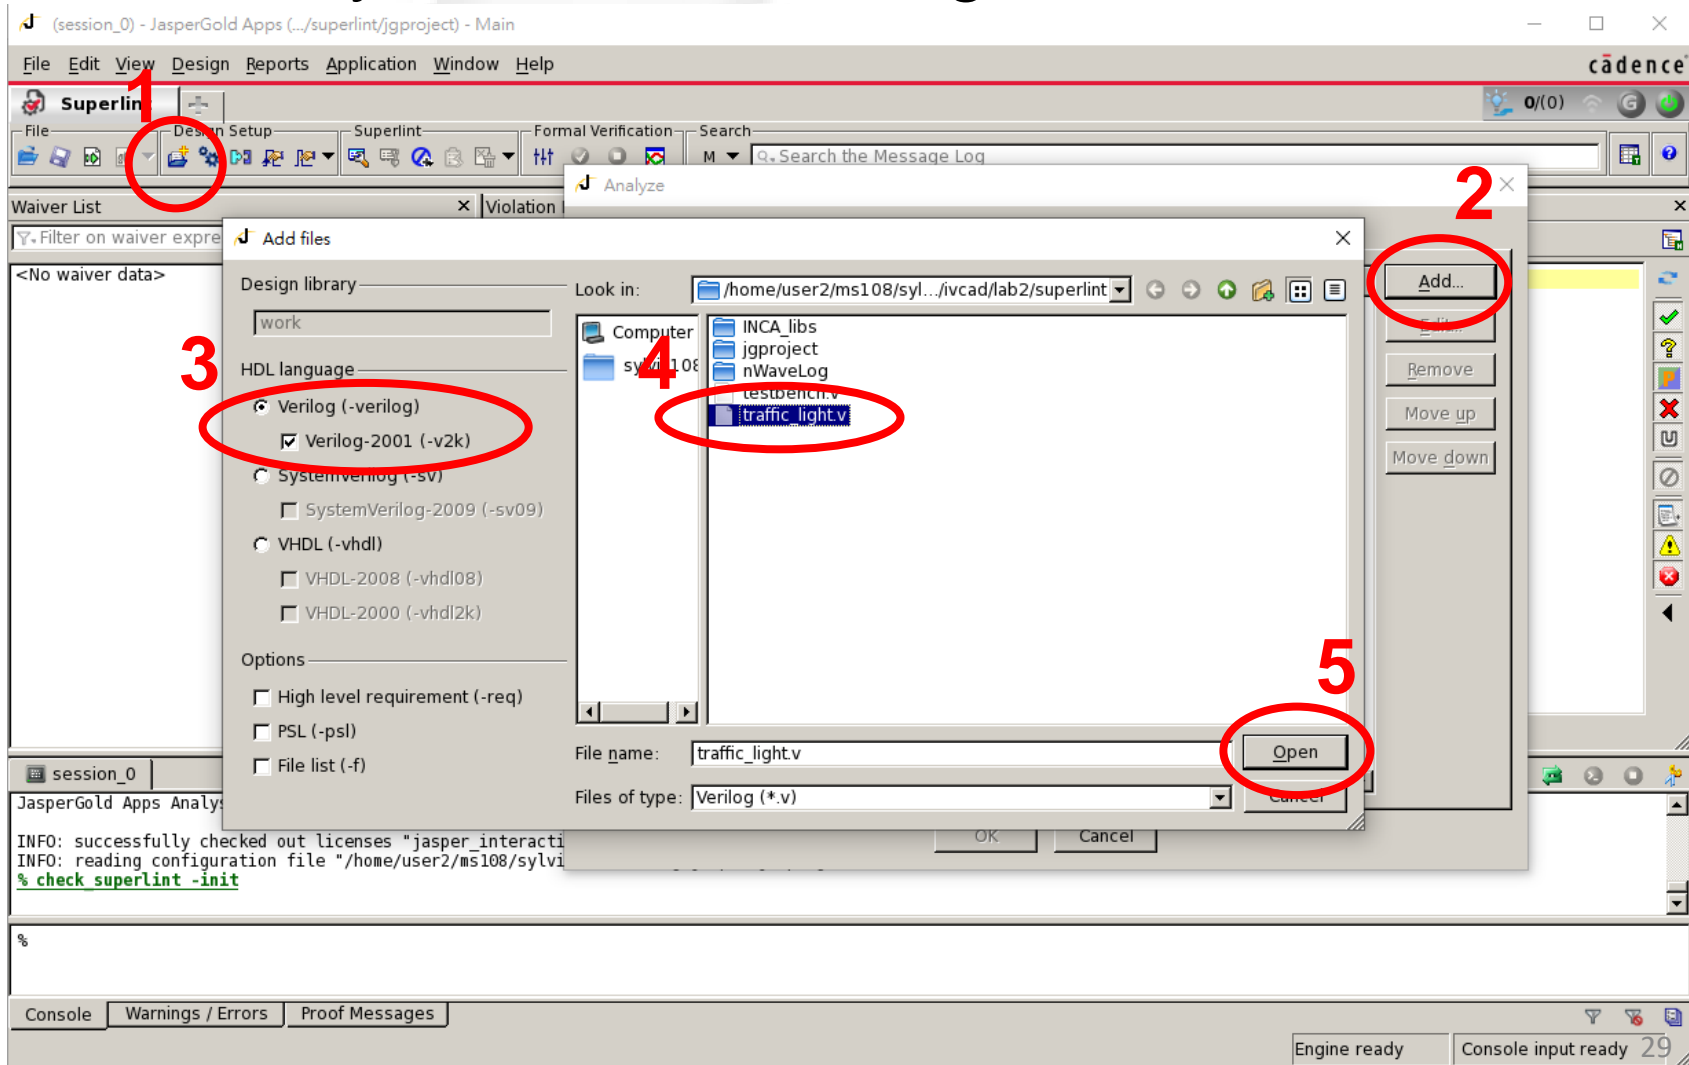 (session_0) - JasperGold Apps (.../superlint/jgproject) - Main
File Edit View Design Reports Application Window Help
cādence
1
Superlin
0/(0)
G
File Design Setup Superlint Formal Verification Search
M Search the Message Log
Analyze
2
Waiver List
Violation
Filter on waiver expre
Add files
<No waiver data>
Design library
Look in: /home/user2/ms108/syl.../ivcad/lab2/superlint
Add...
work
Computer
INCA_libs
Edit...
3
4
jgproject
HDL language
nWaveLog
Remove
Verilog (-verilog)
testbench.v
traffic_light.v
Move up
Verilog-2001 (-v2k)
Move down
SystemVerilog (-sv)
SystemVerilog-2009 (-sv09)
VHDL (-vhdl)
VHDL-2008 (-vhdl08)
VHDL-2000 (-vhdl2k)
Options
5
High level requirement (-req)
PSL (-psl)
File name: traffic_light.v
Open
File list (-f)
Files of type: Verilog (*.v)
Cancel
session_0
JasperGold Apps Analys
OK Cancel
INFO: successfully checked out licenses "jasper_interacti
INFO: reading configuration file "/home/user2/ms108/sylvi
% check_superlint -init
%
Console Warnings / Errors Proof Messages
Engine ready Console input ready 29